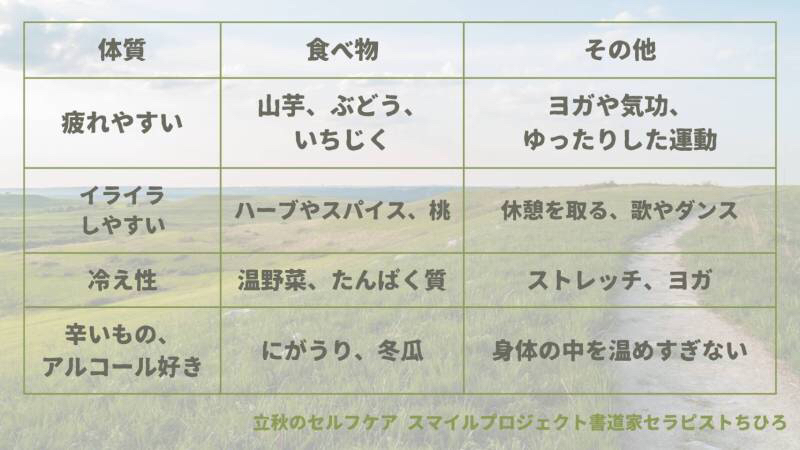 体質 食べ物 その他
疲れやすい
山芋、ぶどう、
いちじく
ヨガや気功、
ゆったりした運動
イライラ
しやすい
ハーブやスパイス、桃
休憩を取る、歌やダンス
冷え性 温野菜、たんぱく質 ストレッチ、ヨガ
辛いもの、
アルコール好き
にがうり、冬瓜
身体の中を温めすぎない
立秋のセルフケア スマイルプロジェクト書道家セラピストちひろ